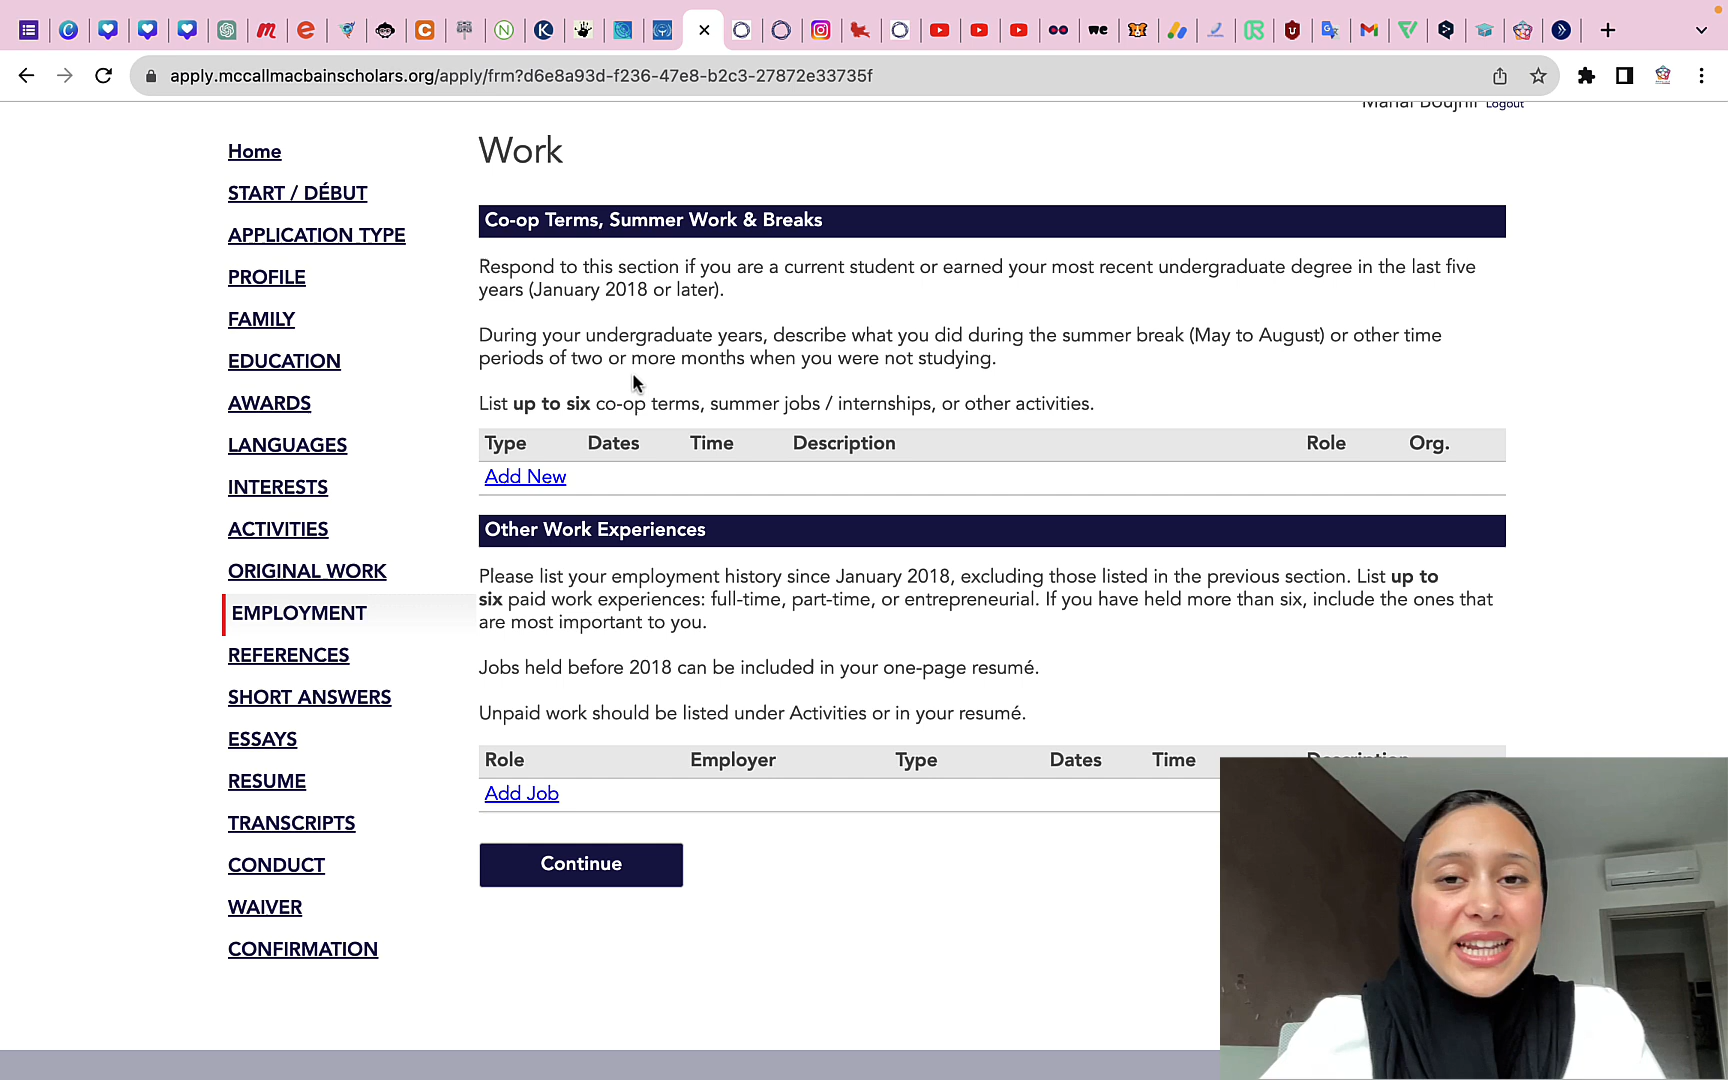 apply.mccallmacbainscholars.org/apply/frm?d6e8a93d-f236-47e8-b2c3-27872e33735f
Logout
Home
START / DÉBUT
APPLICATION TYPE
PROFILE
FAMILY
EDUCATION
AWARDS
LANGUAGES
INTERESTS
ACTIVITIES
ORIGINAL WORK
EMPLOYMENT
REFERENCES
SHORT ANSWERS
ESSAYS
RESUME
TRANSCRIPTS
CONDUCT
WAIVER
CONFIRMATION
Work
Co-op Terms, Summer Work & Breaks
Respond to this section if you are a current student or earned your most recent undergraduate degree in the last five
years (January 2018 or later).
During your undergraduate years, describe what you did during the summer break (May to August) or other time
periods of two or more months when you were not studying.
List up to six co-op terms, summer jobs / internships, or other activities.
Type Dates Time Description Role Org.
Add New
Other Work Experiences
Please list your employment history since January 2018, excluding those listed in the previous section. List up to
six paid work experiences: full-time, part-time, or entrepreneurial. If you have held more than six, include the ones that
are most important to you.
Jobs held before 2018 can be included in your one-page resumé.
Unpaid work should be listed under Activities or in your resumé.
Role Employer Type Dates Time Description
Add Job
Continue